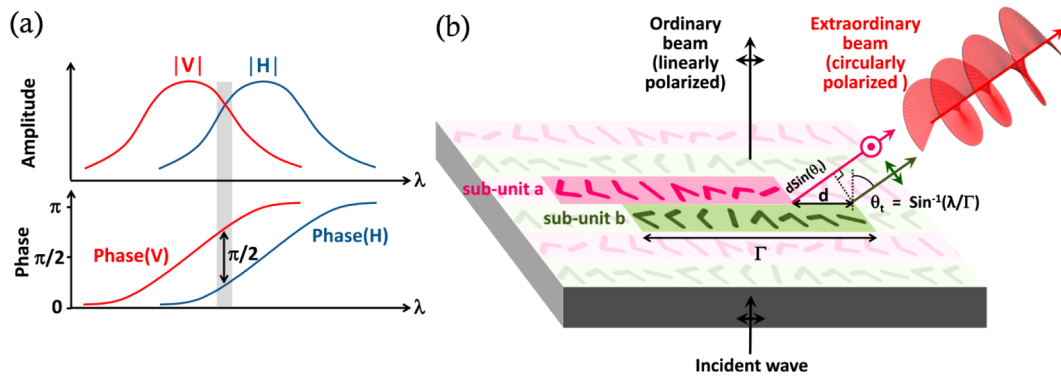 (a)
|V| |H|
Amplitude
λ
π
π/2
0
Phase
Phase(V)
π/2
Phase(H)
λ
(b)
Ordinary
beam
(linearly
polarized)
Extraordinary
beam
(circularly
polarized )
sub-unit a
sub-unit b
dSin(θt)
d
θt = Sin-1(λ/Γ)
Γ
Incident wave